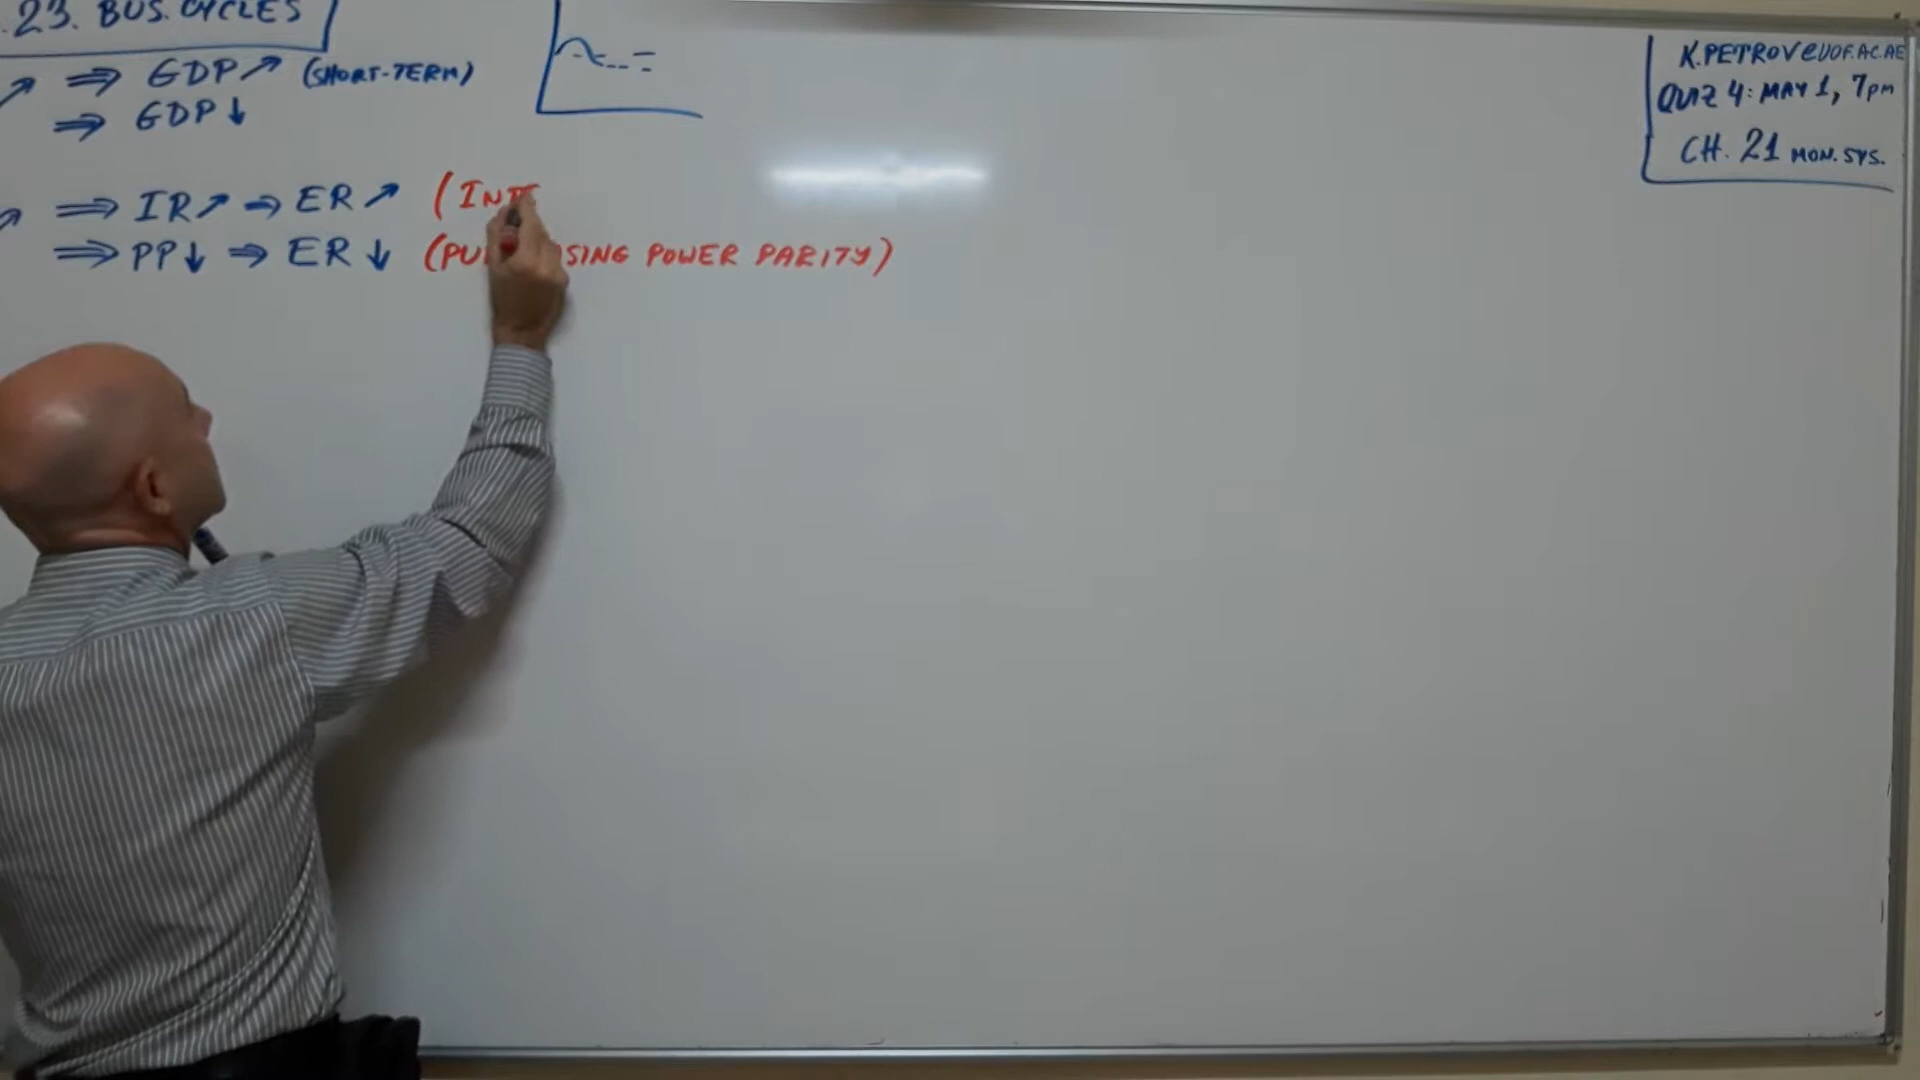 .23. BUS. CYCLES
↗ ⇒ GDP↗ (SHORT-TERM)
⇒ GDP↓
↗ ⇒ IR↗ ⇒ ER↗ (INTE
⇒ PP↓ ⇒ ER↓ (PU SING POWER PARITY)
K.PETROV@UOF.AC.AE
QUIZ 4: MAY 1, 7pm
CH. 21 MON. SYS.